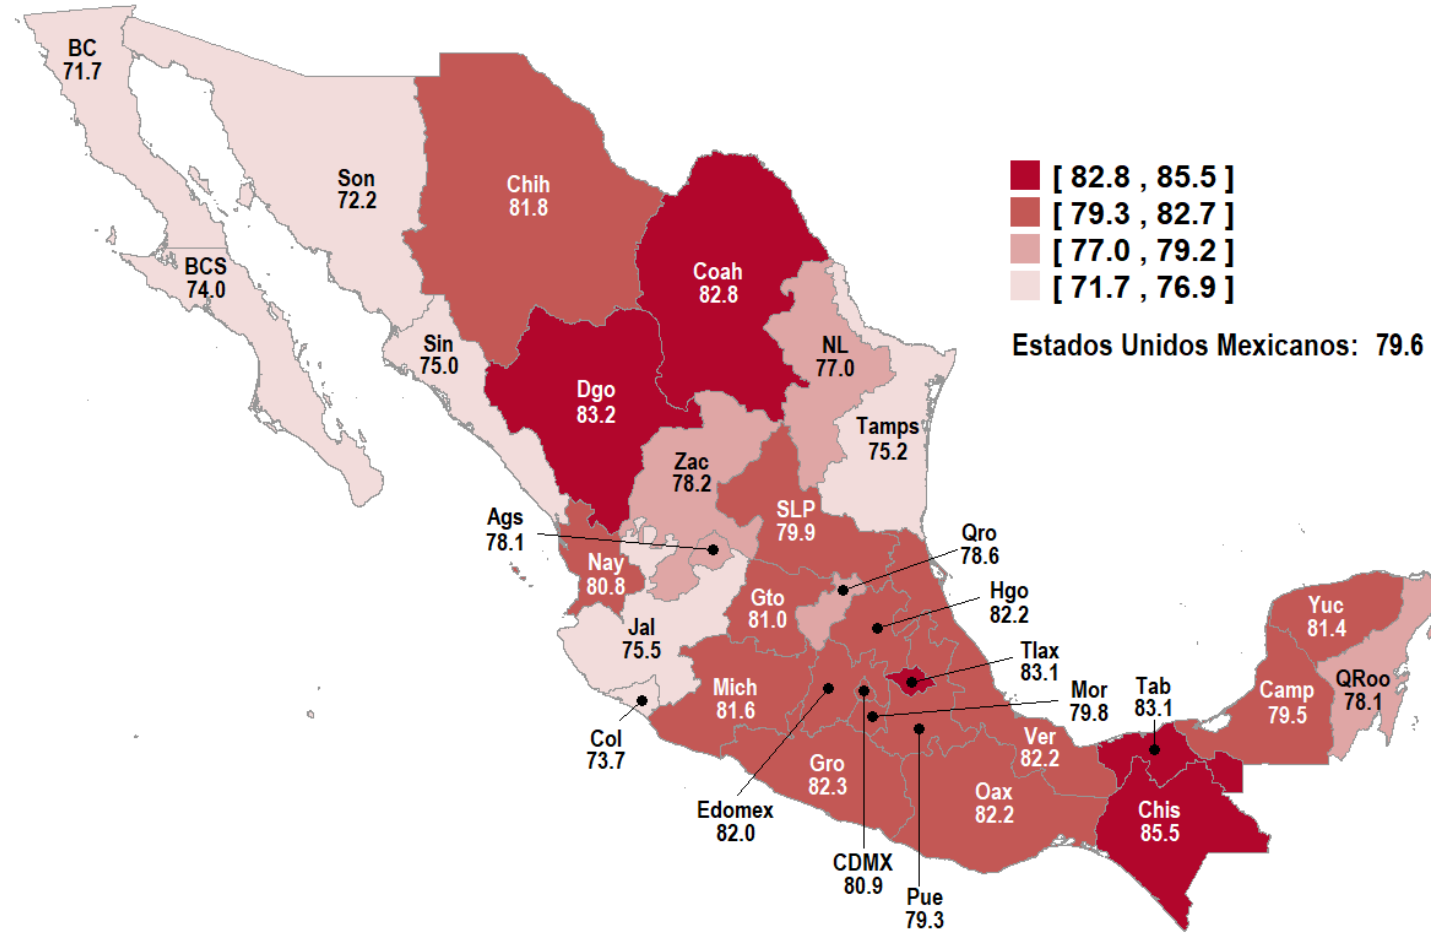 BC
71.7
Son
72.2
Chih
81.8
BCS
74.0
Coah
82.8
[ 82.8 , 85.5 ]
[ 79.3 , 82.7 ]
[ 77.0 , 79.2 ]
[ 71.7 , 76.9 ]
Estados Unidos Mexicanos: 79.6
Sin
75.0
NL
77.0
Dgo
83.2
Tamps
75.2
Zac
78.2
SLP
79.9
Ags
78.1
Qro
78.6
Nay
80.8
Gto
81.0
Hgo
82.2
Yuc
81.4
Jal
75.5
Tlax
83.1
Mich
81.6
Mor
79.8
Tab
83.1
Camp
79.5
QRoo
78.1
Col
73.7
Ver
82.2
Gro
82.3
Oax
82.2
Edomex
82.0
Chis
85.5
CDMX
80.9
Pue
79.3